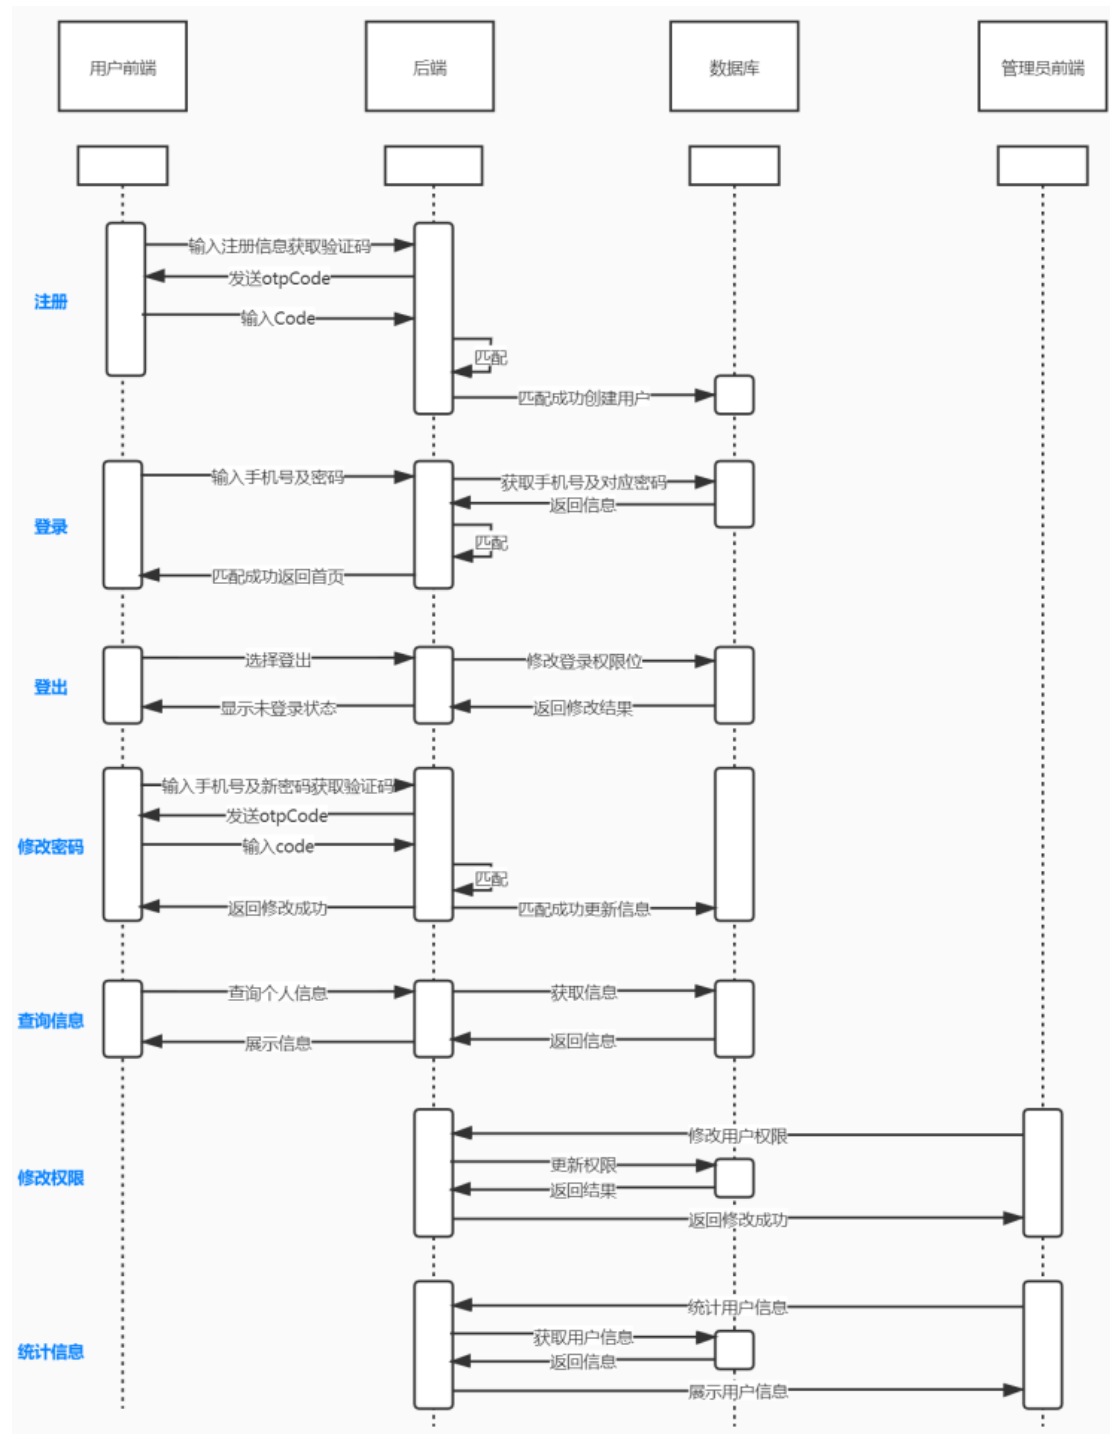 用户前端
后端
数据库
管理员前端
输入注册信息获取验证码
发送otpCode
注册
输入Code
匹配
匹配成功创建用户
输入手机号及密码
获取手机号及对应密码
返回信息
登录
匹配
匹配成功返回首页
选择登出
修改登录权限位
登出
显示未登录状态
返回修改结果
输入手机号及新密码获取验证码
发送otpCode
修改密码
输入code
匹配
返回修改成功
匹配成功更新信息
查询个人信息
获取信息
查询信息
展示信息
返回信息
修改用户权限
更新权限
修改权限
返回结果
返回修改成功
统计用户信息
获取用户信息
统计信息
返回信息
展示用户信息